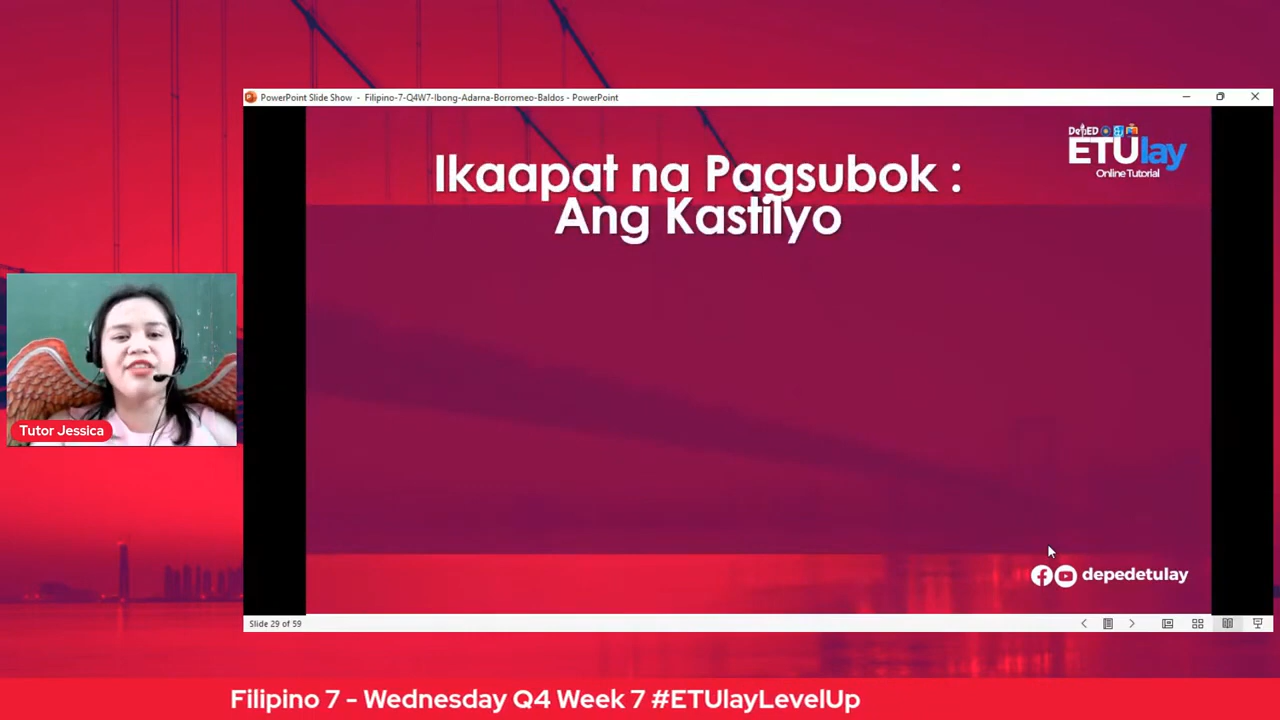 PowerPoint Slide Show - Filipino-7-Q4W7-Ibong-Adarna-Borromeo-Baldos - PowerPoint
DepED
ETUlay
Online Tutorial
Ikaapat na Pagsubok :
Ang Kastilyo
Tutor Jessica
depedetulay
Slide 29 of 59
Filipino 7 - Wednesday Q4 Week 7 #ETUlayLevelUp